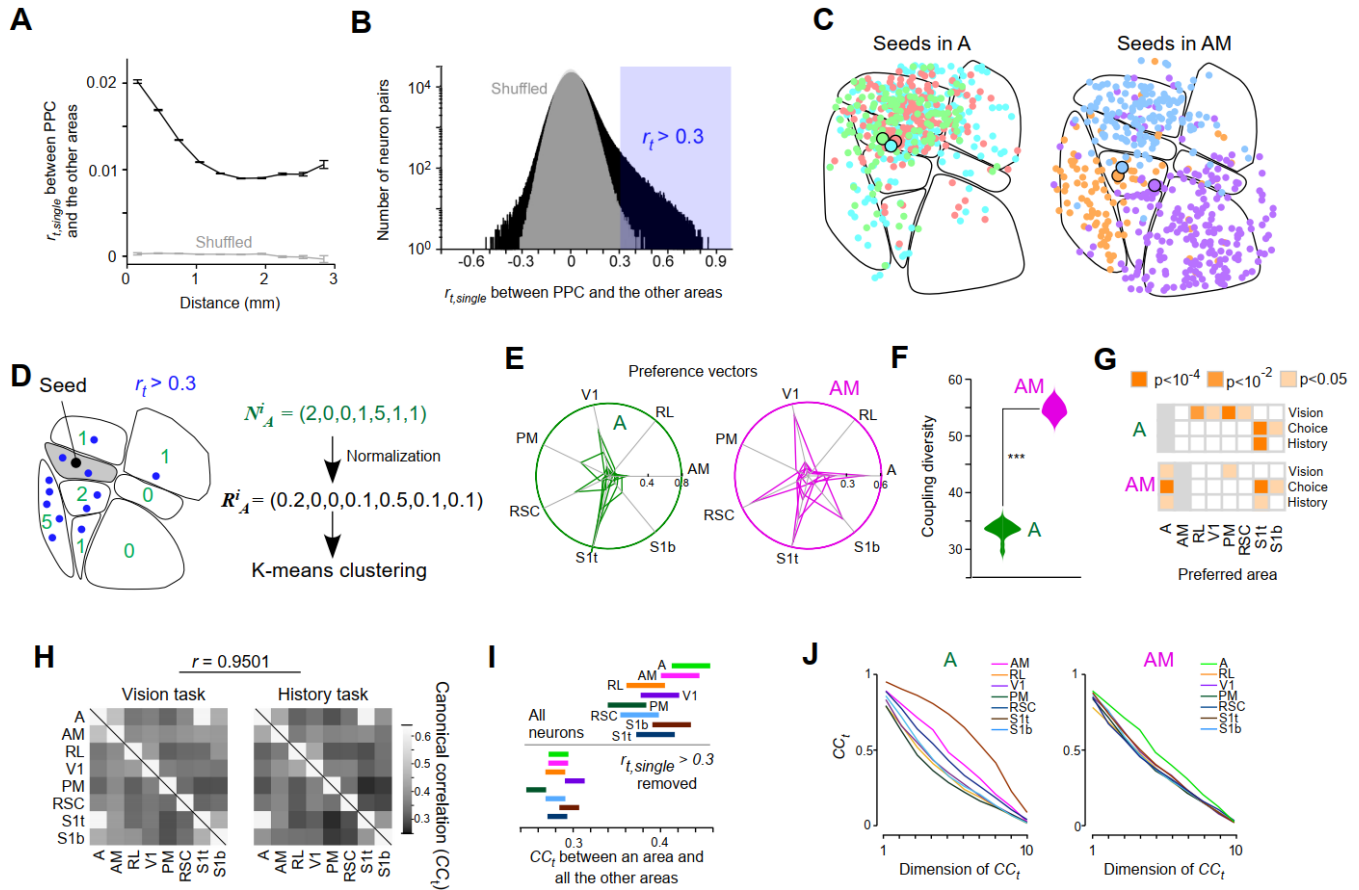 A
r_t,single between PPC
and the other areas
0.02
0.01
0
Shuffled
0
1
2
3
Distance (mm)
B
Number of neuron pairs
10^4
10^2
10^0
Shuffled
r_t > 0.3
-0.6
-0.3
0
0.3
0.6
0.9
r_t,single between PPC and the other areas
C
Seeds in A
Seeds in AM
D
Seed
r_t > 0.3
1
1
2
0
5
1
0
N^i_A = (2,0,0,1,5,1,1)
Normalization
R^i_A = (0.2,0,0,0.1,0.5,0.1,0.1)
K-means clustering
E
Preference vectors
V1
A
RL
PM
AM
0.4
0.8
RSC
S1t
S1b
V1
AM
RL
PM
A
0.3
0.6
RSC
S1t
S1b
F
Coupling diversity
60
50
40
30
AM
***
A
G
p<10^-4
p<10^-2
p<0.05
A
Vision
Choice
History
AM
Vision
Choice
History
A
AM
RL
V1
PM
RSC
S1t
S1b
Preferred area
H
r = 0.9501
Vision task
History task
A
AM
RL
V1
PM
RSC
S1t
S1b
A
AM
RL
V1
PM
RSC
S1t
S1b
A
AM
RL
V1
PM
RSC
S1t
S1b
0.6
0.5
0.4
0.3
Canonical correlation (CC_t)
I
A
AM
RL
V1
PM
RSC
S1b
S1t
All
neurons
r_t,single > 0.3
removed
0.3
0.4
CC_t between an area and
all the other areas
J
A
CC_t
1
0.5
0
1
10
Dimension of CC_t
AM
RL
V1
PM
RSC
S1t
S1b
AM
1
0.5
0
1
10
Dimension of CC_t
A
RL
V1
PM
RSC
S1t
S1b